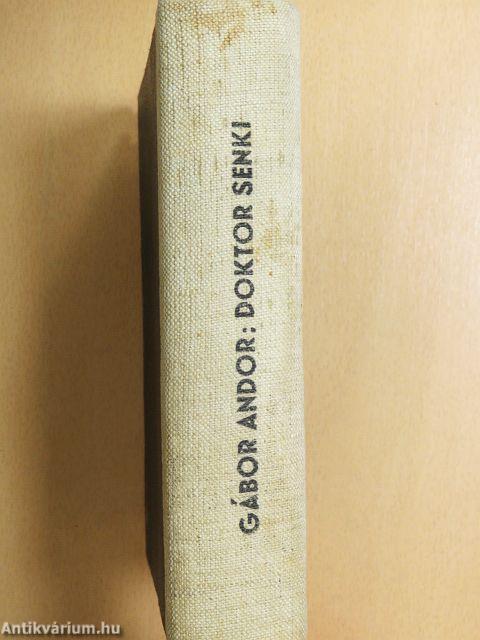 GÁBOR ANDOR: DOKTOR SENKI
Antikvárium.hu